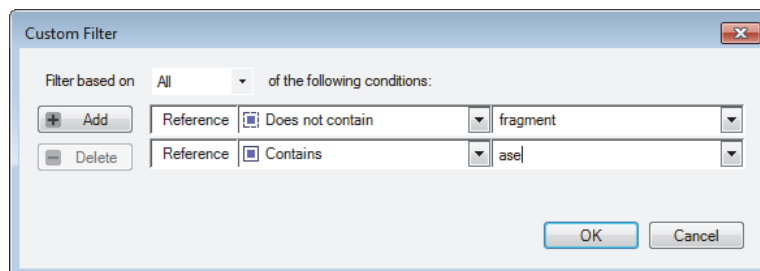 Custom Filter
Filter based on All of the following conditions:
Add Reference Does not contain fragment
Delete Reference Contains ase
OK Cancel